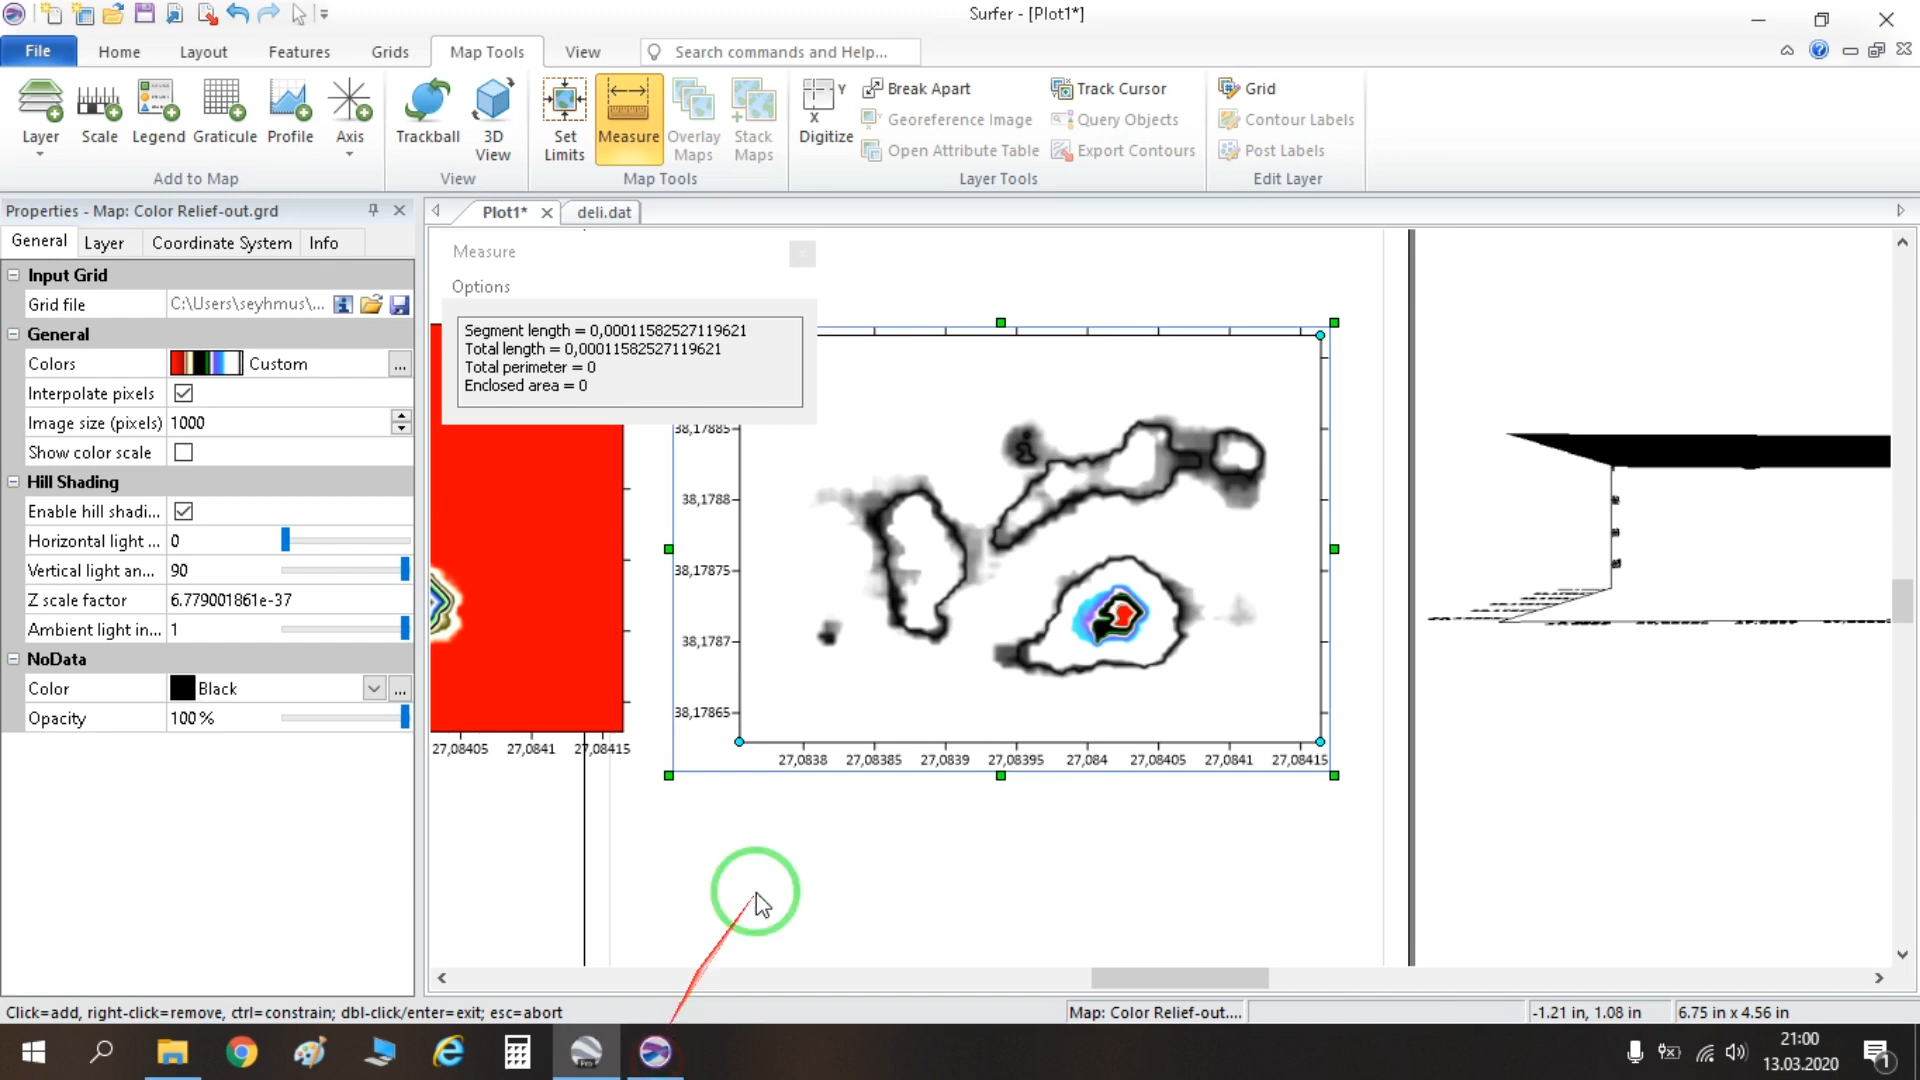 Surfer - [Plot1*]
File Home Layout Features Grids Map Tools View Search commands and Help...
Layer Scale Legend Graticule Profile Axis
Add to Map
Trackball 3D View
View
Set Limits Measure Overlay Maps Stack Maps
Map Tools
Digitize Break Apart Track Cursor
Georeference Image Query Objects
Open Attribute Table Export Contours
Layer Tools
Grid
Contour Labels
Post Labels
Edit Layer
Properties - Map: Color Relief-out.grd
General Layer Coordinate System Info
Input Grid
Grid file C:\Users\seyhmus\...
General
Colors Custom ...
Interpolate pixels
Image size (pixels) 1000
Show color scale
Hill Shading
Enable hill shadi...
Horizontal light ... 0
Vertical light an... 90
Z scale factor 6.779001861e-37
Ambient light in... 1
NoData
Color Black ...
Opacity 100 %
Plot1* deli.dat
Measure
Options
Segment length = 0,00011582527119621
Total length = 0,00011582527119621
Total perimeter = 0
Enclosed area = 0
38,17885
38,1788
38,17875
38,1787
38,17865
27,0838 27,08385 27,0839 27,08395 27,084 27,08405 27,0841 27,08415
27,08405 27,0841 27,08415
Click=add, right-click=remove, ctrl=constrain; dbl-click/enter=exit; esc=abort
Map: Color Relief-out....
-1.21 in, 1.08 in
6.75 in x 4.56 in
21:00
13.03.2020
1